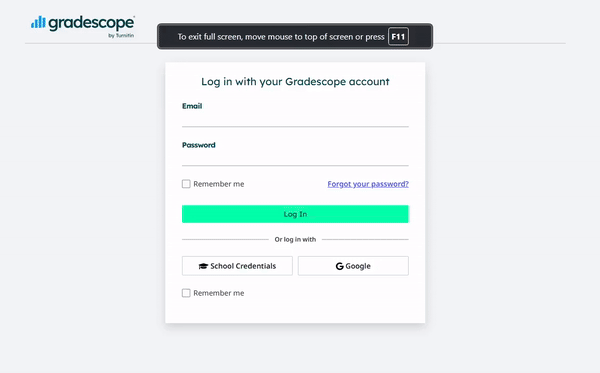 gradescope
by Turnitin
To exit full screen, move mouse to top of screen or press F11
Log in with your Gradescope account
Email
Password
Remember me
Forgot your password?
Log In
Or log in with
School Credentials
Google
Remember me